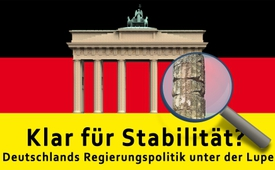 Klar für Stabilität?
Deutschlands Regierungspolitik unter der Lupe